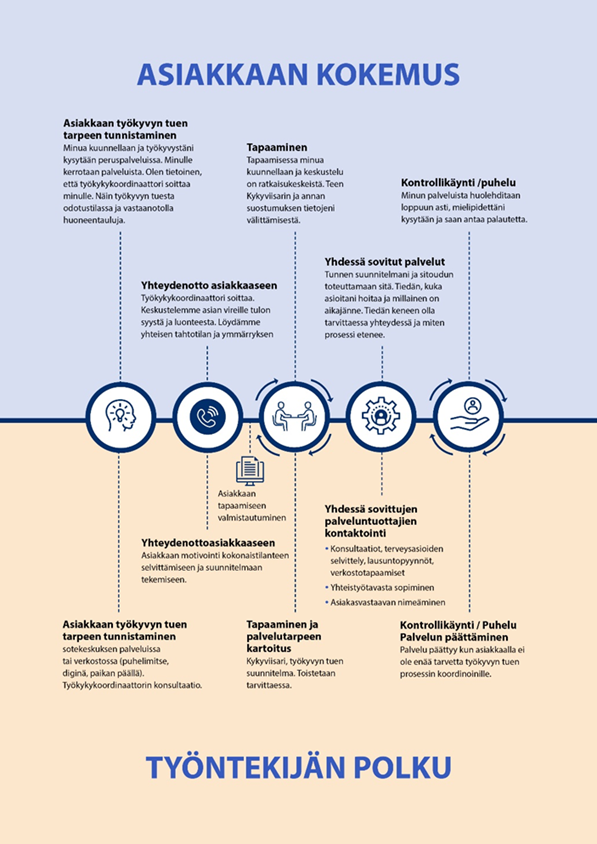 ASIAKKAAN KOKEMUS
Asiakkaan työkyvyn tuen
tarpeen tunnistaminen
Minua kuunnellaan ja työkyvystäni
kysytään peruspalveluissa. Minulle
kerrotaan palveluista. Olen tietoinen,
että työkykykoordinaattori soittaa
minulle. Näin työkyvyn tuesta
odotustilassa ja vastaanotolla
huoneentauluja.
Tapaaminen
Tapaamisessa minua
kuunnellaan ja keskustelu
on ratkaisukeskeistä. Teen
Kykyviisarin ja annan
suostumuksen tietojeni
välittämisestä.
Kontrollikäynti /puhelu
Minun palveluista huolehditaan
loppuun asti, mielipidettäni
kysytään ja saan antaa palautetta.
Yhteydenotto asiakkaaseen
Työkykykoordinaattori soittaa.
Keskustelemme asian vireille tulon
syystä ja luonteesta. Löydämme
yhteisen tahtotilan ja ymmärryksen
Yhdessä sovitut palvelut
Tunnen suunnitelmani ja sitoudun
toteuttamaan sitä. Tiedän, kuka
asioitani hoitaa ja millainen on
aikajänne. Tiedän keneen olla
tarvittaessa yhteydessä ja miten
prosessi etenee.
Asiakkaan
tapaamiseen
valmistautuminen
Yhteydenottoasiakkaaseen
Asiakkaan motivointi kokonaistilanteen
selvittämiseen ja suunnitelmaan
tekemiseen.
Yhdessä sovittujen
palveluntuottajien
kontaktointi
• Konsultaatiot, terveysasioiden
selvittely, lausuntopyynnöt,
verkostotapaamiset
• Yhteistyötavasta sopiminen
• Asiakasvastaavan nimeäminen
Asiakkaan työkyvyn tuen
tarpeen tunnistaminen
sotekeskuksen palveluissa
tai verkostossa (puhelimitse,
diginä, paikan päällä).
Työkykykoordinaattorin konsultaatio.
Tapaaminen ja
palvelutarpeen
kartoitus
Kykyviisari, työkyvyn tuen
suunnitelma. Toistetaan
tarvittaessa.
Kontrollikäynti / Puhelu
Palvelun päättäminen
Palvelu päättyy kun asiakkaalla ei
ole enää tarvetta työkyvyn tuen
prosessin koordinoinille.
TYÖNTEKIJÄN POLKU